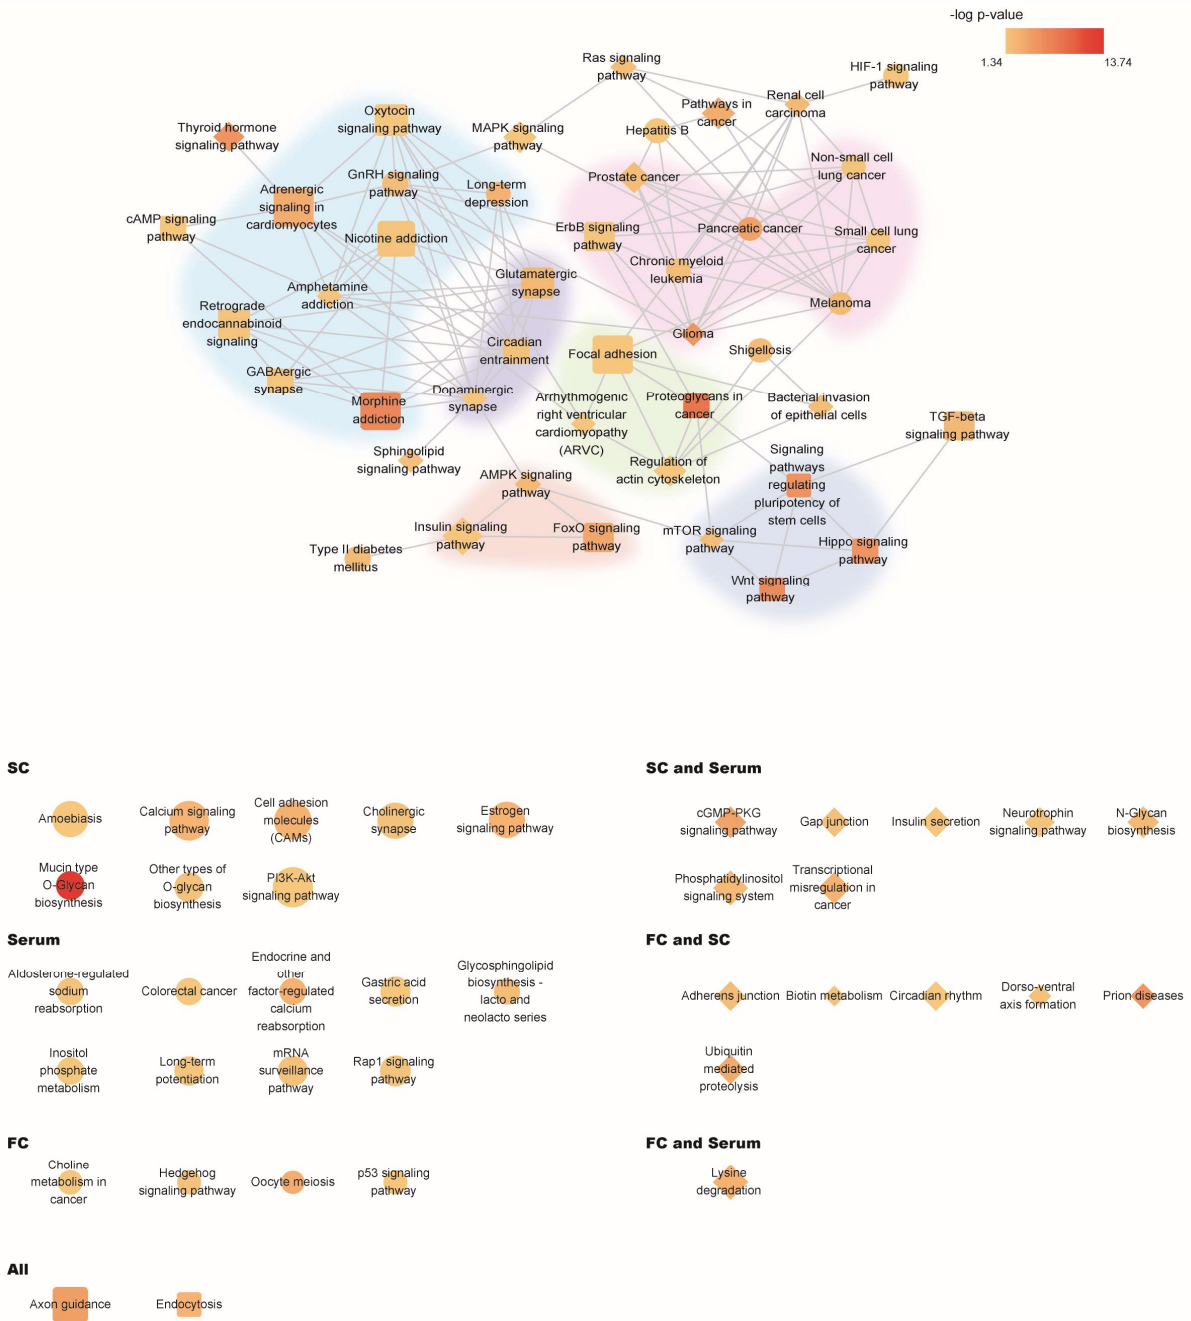 -log p-value
1.34
13.74
Ras signaling
pathway
HIF-1 signaling
pathway
Renal cell
carcinoma
Pathways in
cancer
Hepatitis B
Oxytocin
signaling pathway
Thyroid hormone
signaling pathway
MAPK signaling
pathway
Non-small cell
lung cancer
Prostate cancer
GnRH signaling
pathway
Long-term
depression
Adrenergic
signaling in
cardiomyocytes
cAMP signaling
pathway
Nicotine addiction
ErbB signaling
pathway
Pancreatic cancer
Small cell lung
cancer
Chronic myeloid
leukemia
Glutamatergic
synapse
Amphetamine
addiction
Melanoma
Retrograde
endocannabinoid
signaling
Glioma
Circadian
entrainment
Focal adhesion
Shigellosis
GABAergic
synapse
Dopaminergic
synapse
Morphine
addiction
Arrhythmogenic
right ventricular
cardiomyopathy
(ARVC)
Proteoglycans in
cancer
Bacterial invasion
of epithelial cells
TGF-beta
signaling pathway
Sphingolipid
signaling pathway
Regulation of
actin cytoskeleton
Signaling
pathways
regulating
pluripotency of
stem cells
AMPK signaling
pathway
Insulin signaling
pathway
FoxO signaling
pathway
mTOR signaling
pathway
Hippo signaling
pathway
Type II diabetes
mellitus
Wnt signaling
pathway
SC
Amoebiasis
Calcium signaling
pathway
Cell adhesion
molecules
(CAMs)
Cholinergic
synapse
Estrogen
signaling pathway
Mucin type
O-Glycan
biosynthesis
Other types of
O-glycan
biosynthesis
PI3K-Akt
signaling pathway
SC and Serum
cGMP-PKG
signaling pathway
Gap junction
Insulin secretion
Neurotrophin
signaling pathway
N-Glycan
biosynthesis
Phosphatidylinositol
signaling system
Transcriptional
misregulation in
cancer
Serum
Aldosterone-regulated
sodium
reabsorption
Colorectal cancer
Endocrine and
other
factor-regulated
calcium
reabsorption
Gastric acid
secretion
Glycosphingolipid
biosynthesis -
lacto and
neolacto series
Inositol
phosphate
metabolism
Long-term
potentiation
mRNA
surveillance
pathway
Rap1 signaling
pathway
FC and SC
Adherens junction
Biotin metabolism
Circadian rhythm
Dorso-ventral
axis formation
Prion diseases
Ubiquitin
mediated
proteolysis
FC
Choline
metabolism in
cancer
Hedgehog
signaling pathway
Oocyte meiosis
p53 signaling
pathway
FC and Serum
Lysine
degradation
All
Axon guidance
Endocytosis